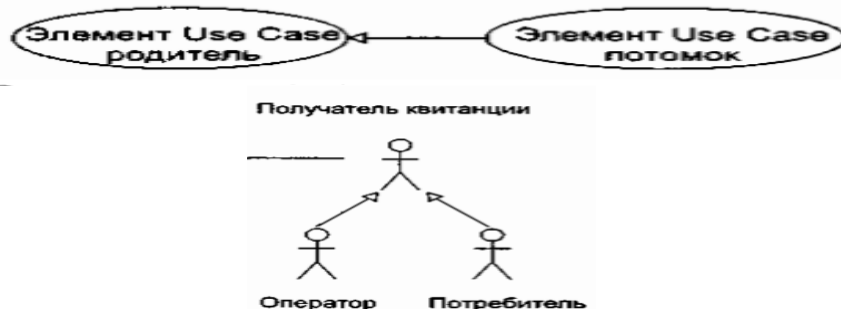 Элемент Use Case
родитель
Элемент Use Case
потомок
Получатель квитанции
Оператор
Потребитель